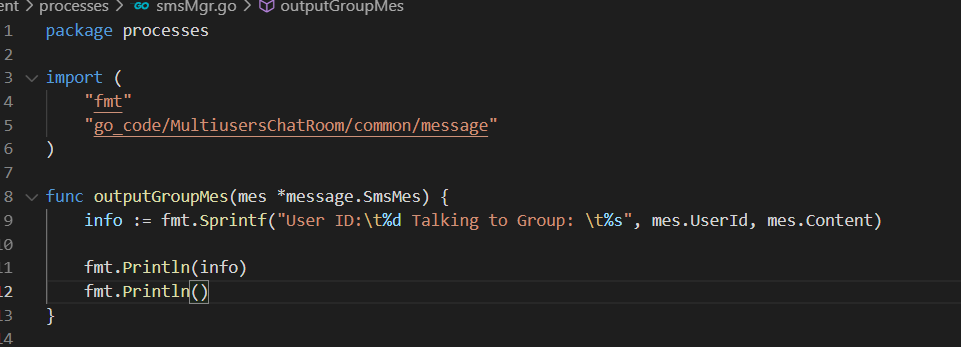 ent > processes > smsMgr.go > outputGroupMes
1 package processes
2
3 import (
4 "fmt"
5 "go_code/MultiusersChatRoom/common/message"
6 )
7
8 func outputGroupMes(mes *message.SmsMes) {
9 info := fmt.Sprintf("User ID:\t%d Talking to Group: \t%s", mes.UserId, mes.Content)
10
11 fmt.Println(info)
12 fmt.Println()
13 }
14